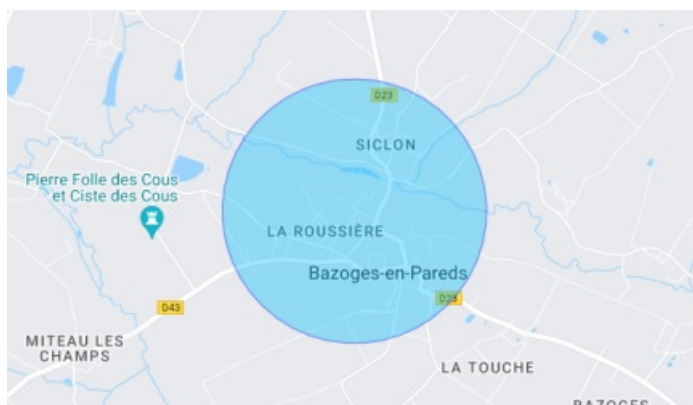 D23
SICLON
Pierre Folle des Cous
et Ciste des Cous
LA ROUSSIÈRE
Bazoges-en-Pareds
D23
D43
MITEAU LES
CHAMPS
LA TOUCHE
BAZOGES